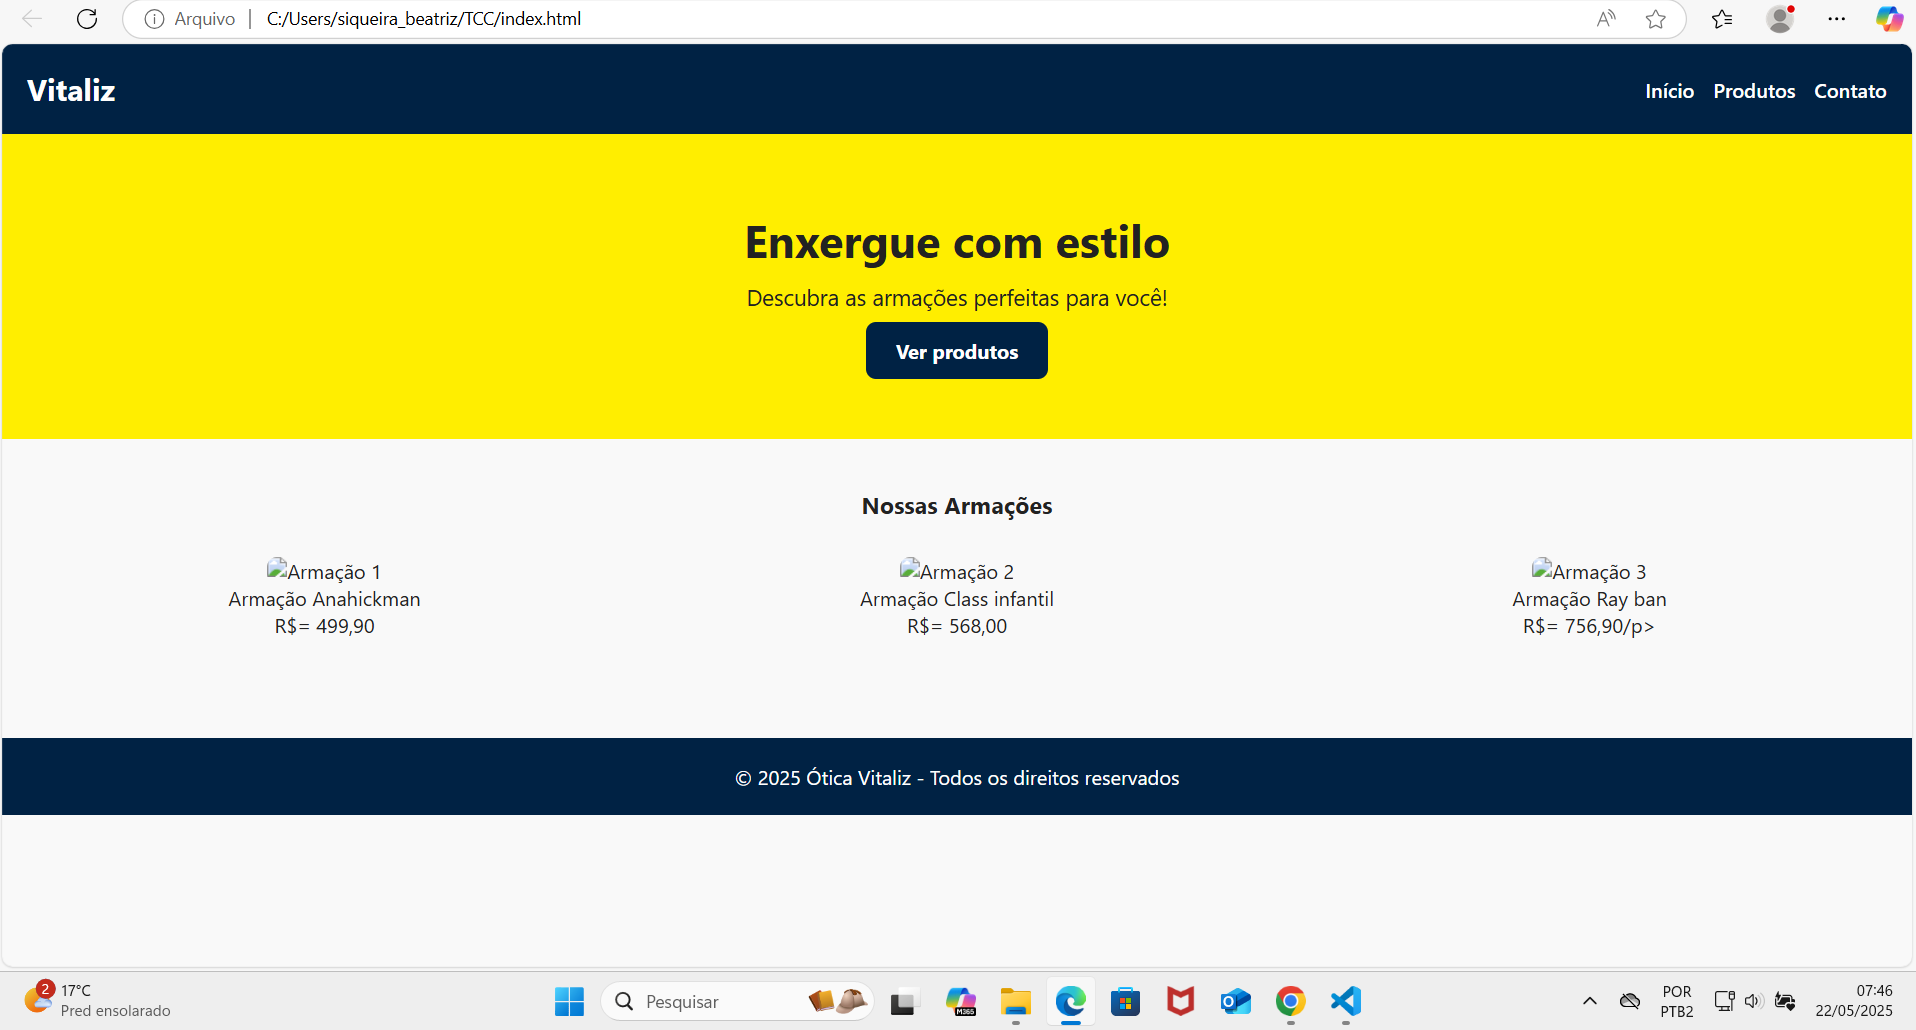 Arquivo | C:/Users/siqueira_beatriz/TCC/index.html
Vitaliz
Início Produtos Contato
Enxergue com estilo
Descubra as armações perfeitas para você!
Ver produtos
Nossas Armações
Armação 1
Armação Anahickman
R$= 499,90
Armação 2
Armação Class infantil
R$= 568,00
Armação 3
Armação Ray ban
R$= 756,90/p>
© 2025 Ótica Vitaliz - Todos os direitos reservados
2
17°C
Pred ensolarado
Pesquisar
M365
POR
PTB2
07:46
22/05/2025